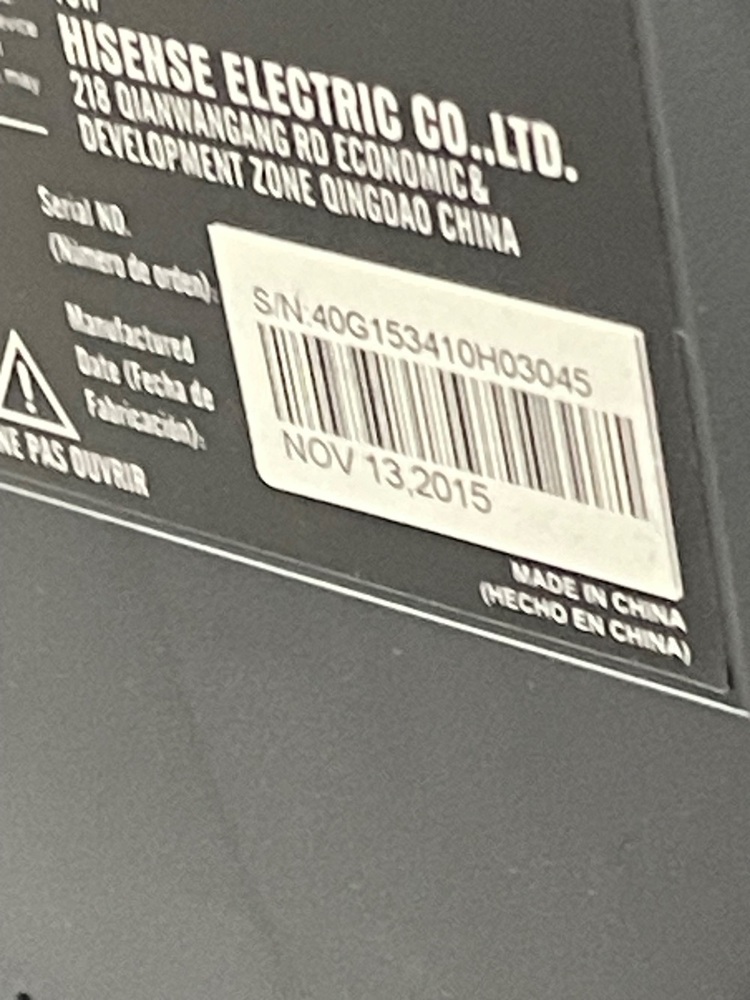 may
HISENSE ELECTRIC CO.,LTD.
218 QIANWANGANG RD ECONOMIC&
DEVELOPMENT ZONE QINGDAO CHINA
Serial NO.
(Número de orden):
S/N:40G153410H03045
Manufactured
Date (Fecha de
Fabricación):
NOV 13,2015
NE PAS OUVRIR
MADE IN CHINA
(HECHO EN CHINA)